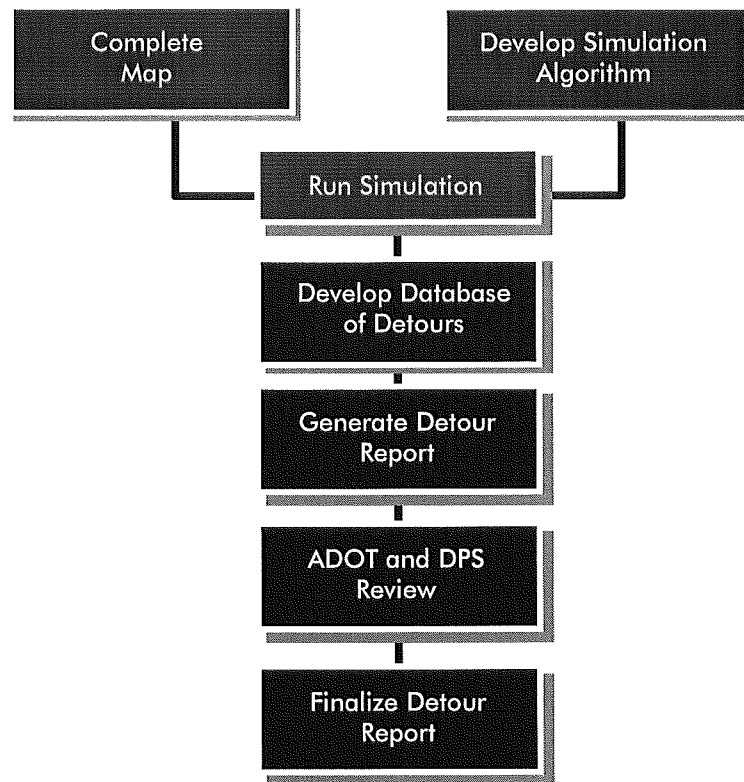 Complete
Map
Develop Simulation
Algorithm
Run Simulation
Develop Database
of Detours
Generate Detour
Report
ADOT and DPS
Review
Finalize Detour
Report